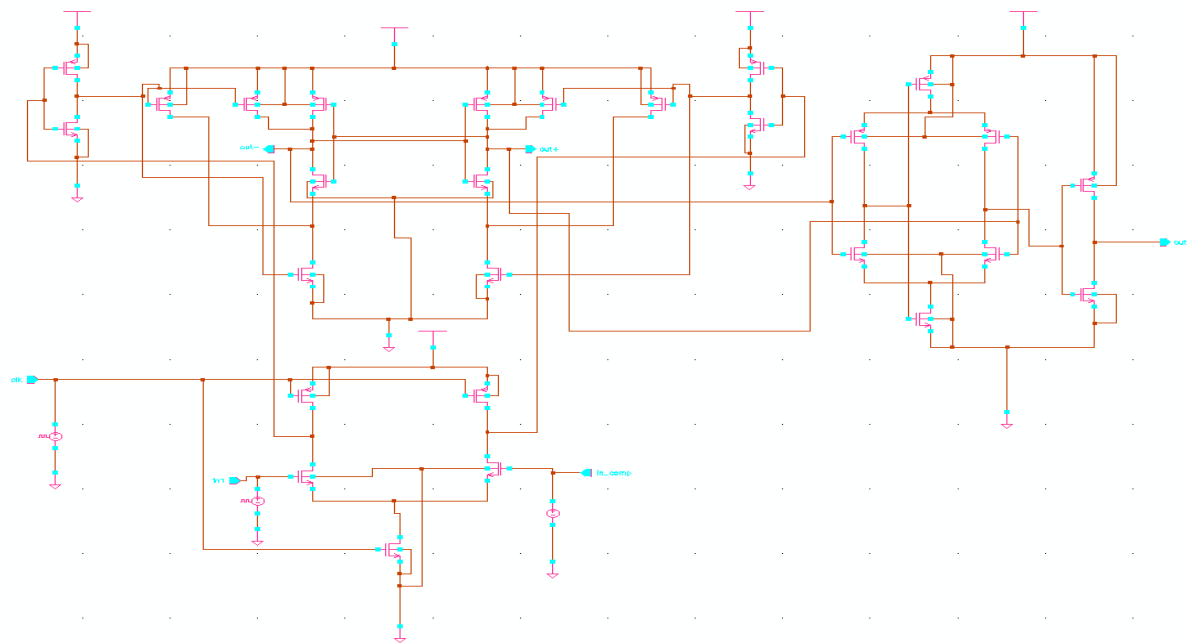 out-
out+
out
clk
in1
in_comp